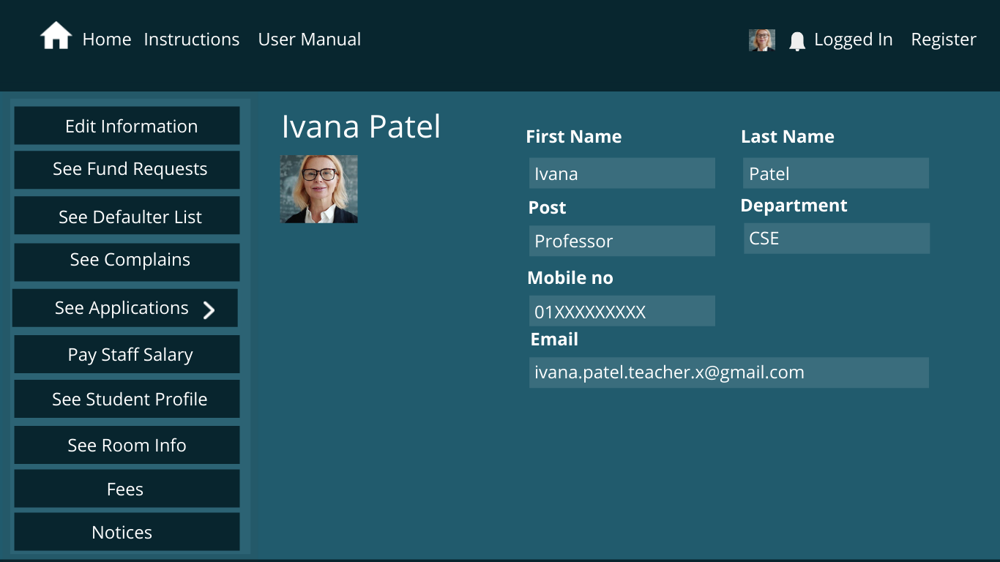 Home Instructions User Manual Logged In Register
Edit Information
See Fund Requests
See Defaulter List
See Complains
See Applications
Pay Staff Salary
See Student Profile
See Room Info
Fees
Notices
Ivana Patel
First Name Last Name
Ivana Patel
Post Department
Professor CSE
Mobile no
01XXXXXXXXX
Email
ivana.patel.teacher.x@gmail.com